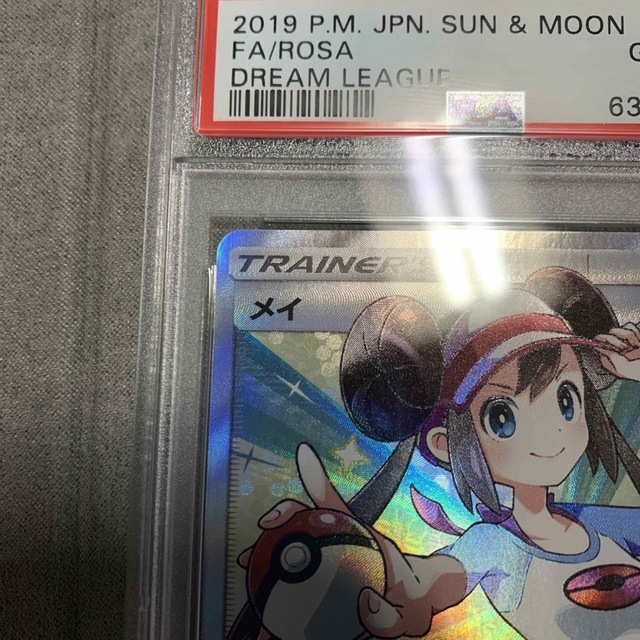 2019 P.M. JPN. SUN & MOON
FA/ROSA G
DREAM LEAGUE
63
TRAINER'S
メイ